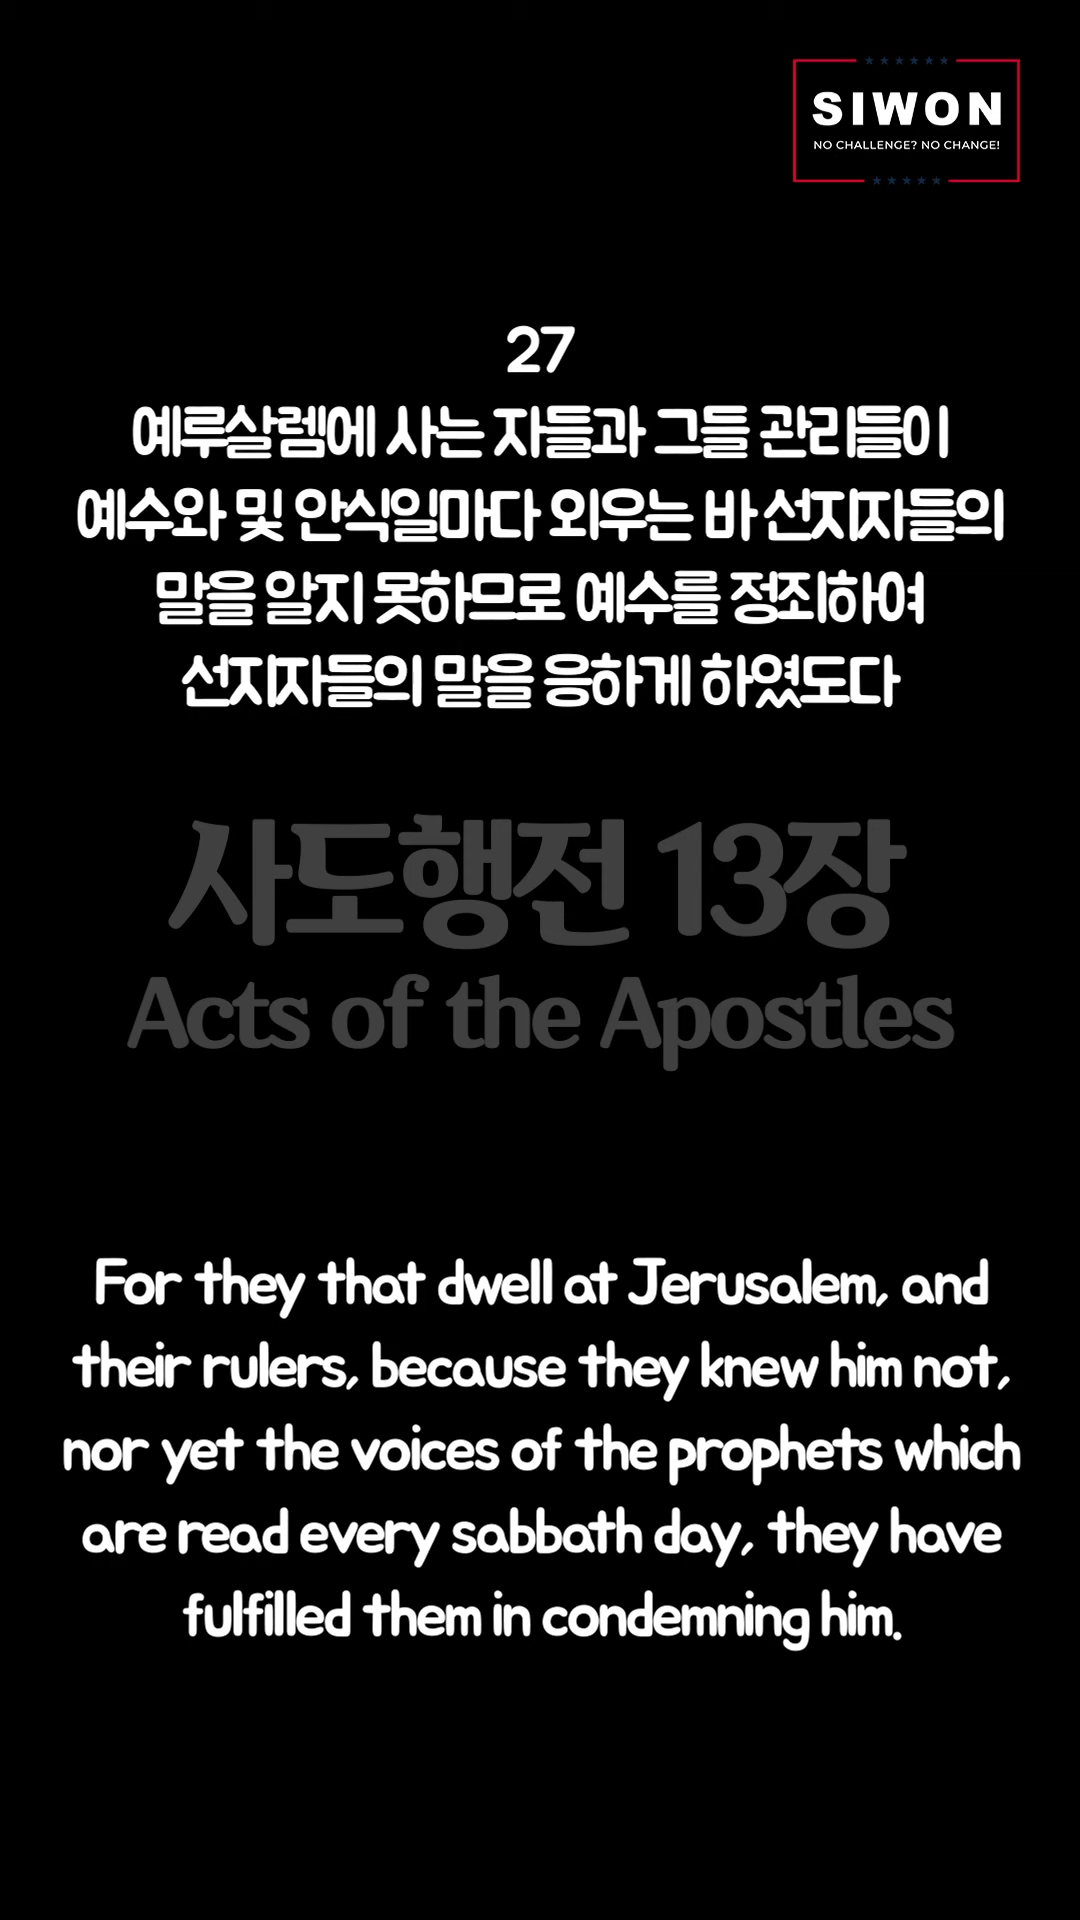 SIWON
NO CHALLENGE? NO CHANGE!
27
예루살렘에 사는 자들과 그들 관리들이
예수와 및 안식일마다 외우는 바 선지자들의
말을 알지 못하므로 예수를 정죄하여
선지자들의 말을 응하게 하였도다
사도행전 13장
Acts of the Apostles
For they that dwell at Jerusalem, and
their rulers, because they knew him not,
nor yet the voices of the prophets which
are read every sabbath day, they have
fulfilled them in condemning him.